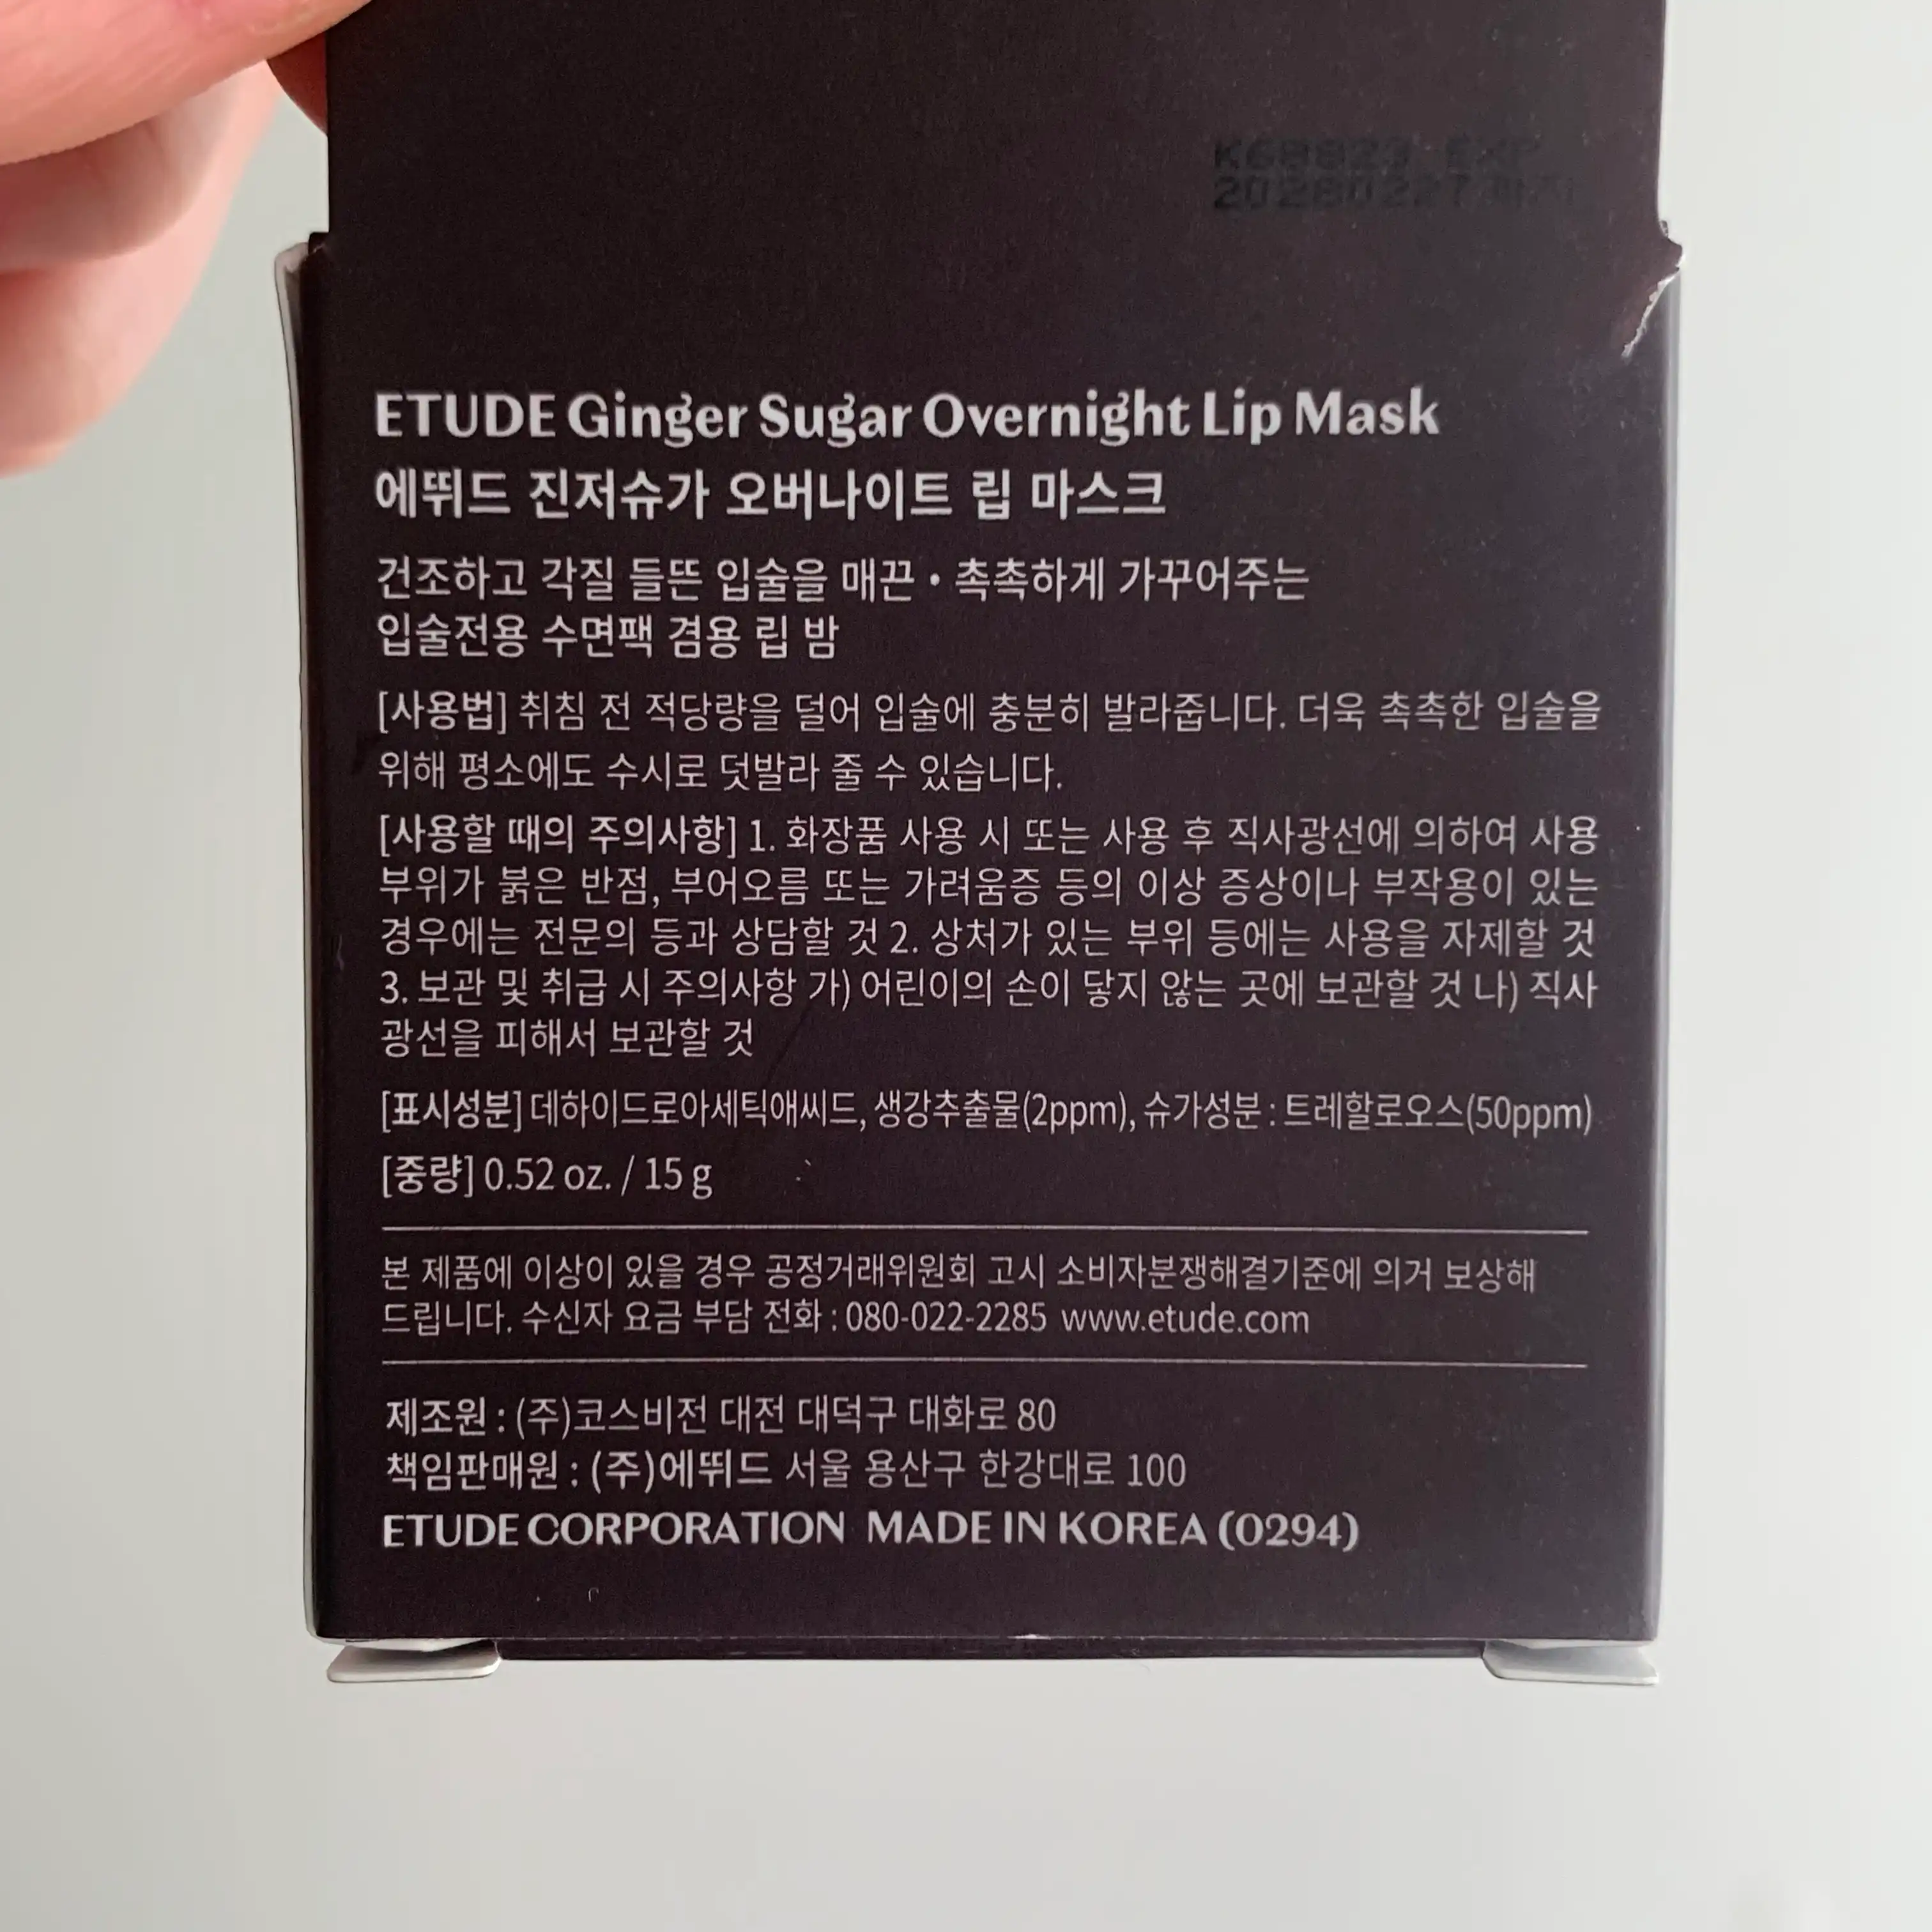 EXP
20280227
ETUDE Ginger Sugar Overnight Lip Mask
에뛰드 진저슈가 오버나이트 립 마스크
건조하고 각질 들뜬 입술을 매끈 • 촉촉하게 가꾸어주는
입술전용 수면팩 겸용 립 밤
[사용법] 취침 전 적당량을 덜어 입술에 충분히 발라줍니다. 더욱 촉촉한 입술을
위해 평소에도 수시로 덧발라 줄 수 있습니다.
[사용할 때의 주의사항] 1. 화장품 사용 시 또는 사용 후 직사광선에 의하여 사용
부위가 붉은 반점, 부어오름 또는 가려움증 등의 이상 증상이나 부작용이 있는
경우에는 전문의 등과 상담할 것 2. 상처가 있는 부위 등에는 사용을 자제할 것
3. 보관 및 취급 시 주의사항 가) 어린이의 손이 닿지 않는 곳에 보관할 것 나) 직사
광선을 피해서 보관할 것
[표시성분] 데하이드로아세틱애씨드, 생강추출물(2ppm), 슈가성분 : 트레할로오스(50ppm)
[중량] 0.52 oz. / 15 g
본 제품에 이상이 있을 경우 공정거래위원회 고시 소비자분쟁해결기준에 의거 보상해
드립니다. 수신자 요금 부담 전화 : 080-022-2285 www.etude.com
제조원 : (주)코스비전 대전 대덕구 대화로 80
책임판매원 : (주)에뛰드 서울 용산구 한강대로 100
ETUDE CORPORATION MADE IN KOREA (0294)